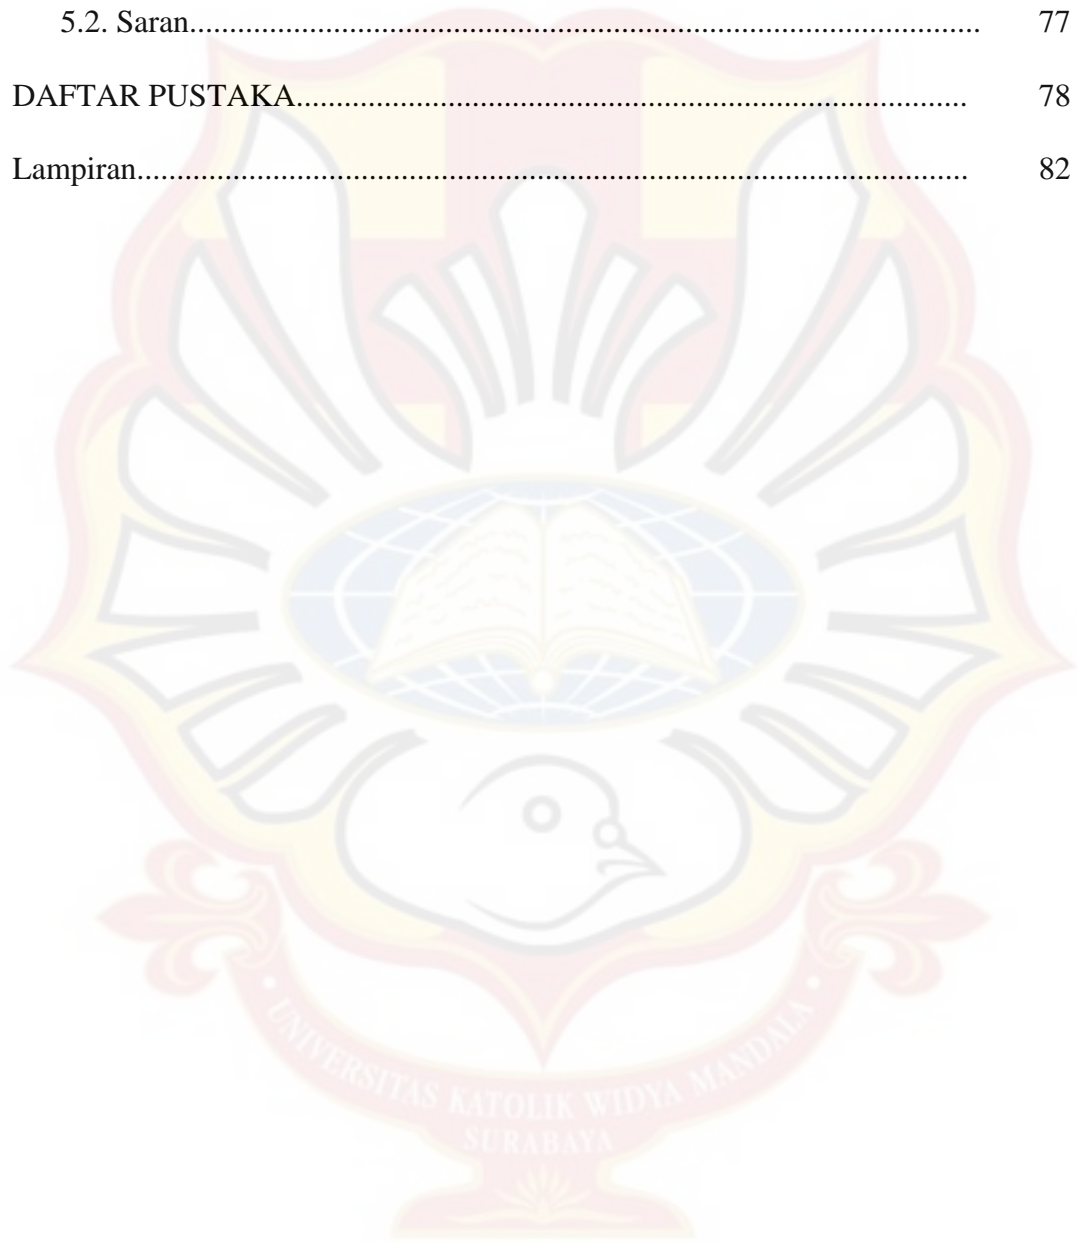 5.2. Saran................................................................................................... 77
DAFTAR PUSTAKA.................................................................................... 78
Lampiran........................................................................................................ 82
• UNIVERSITAS KATOLIK WIDYA MANDALA •
SURABAYA